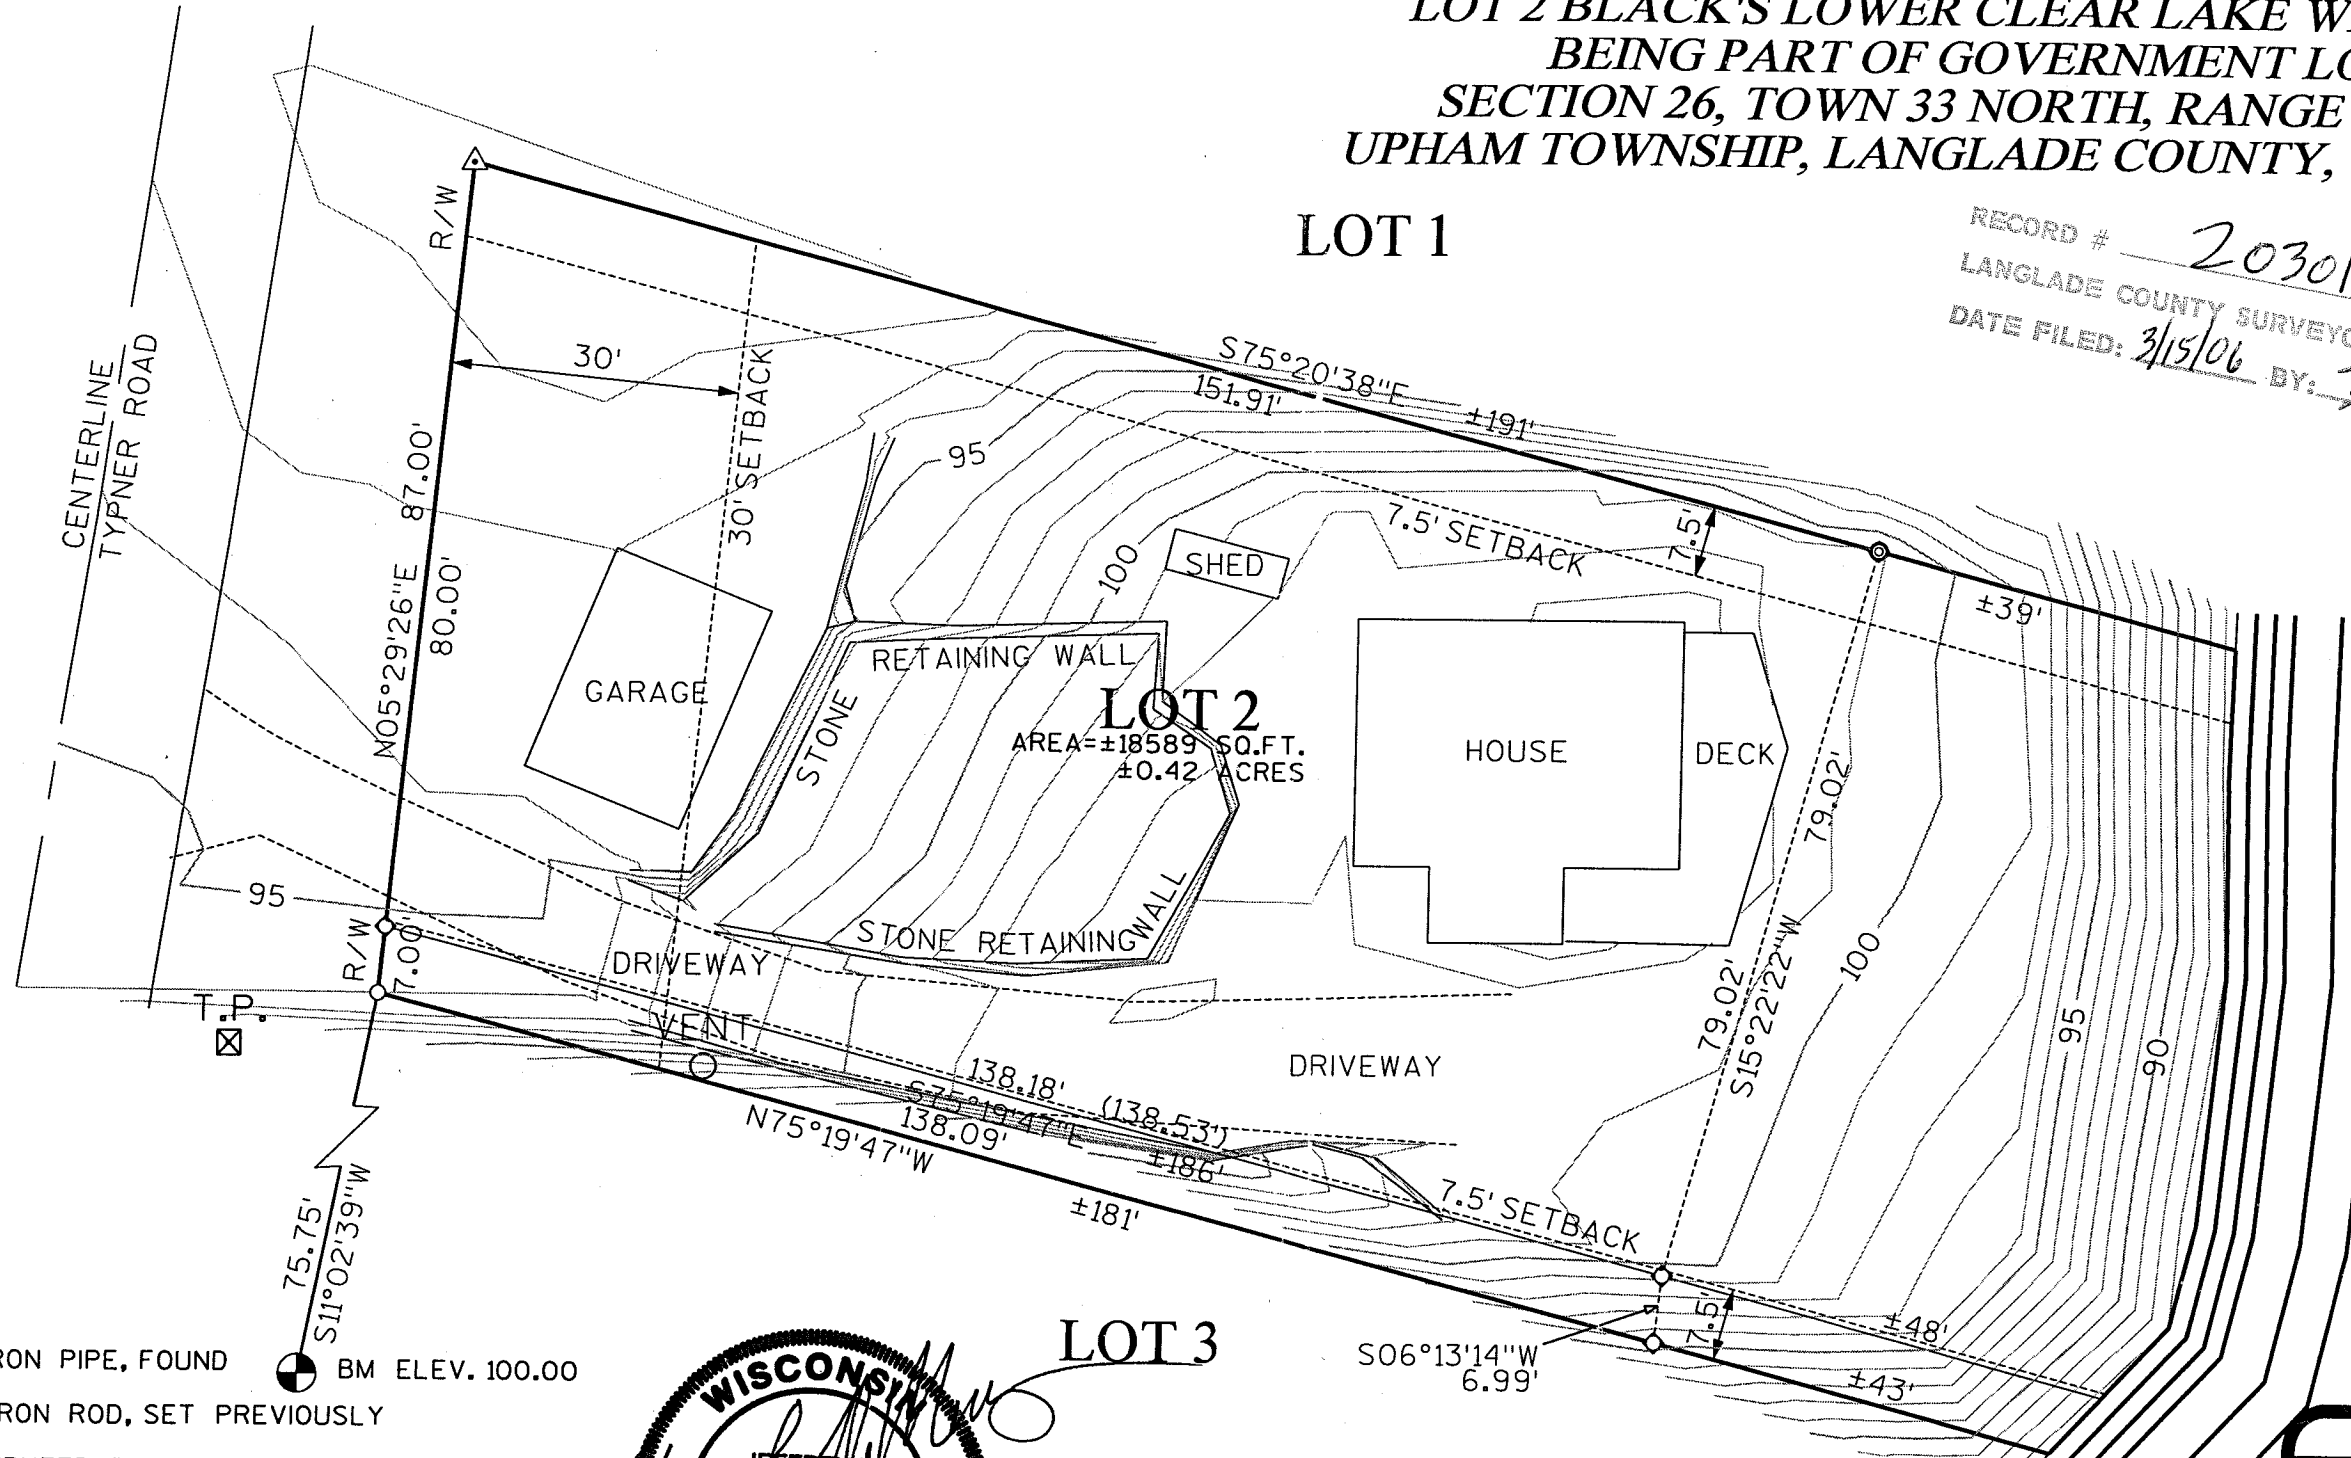 LOT 2 BLACK'S LOWER CLEAR LAKE
BEING PART OF GOVERNMENT
SECTION 26, TOWN 33 NORTH, RANGE
UPHAM TOWNSHIP, LANGLADE COUNTY,
LOT 1
RECORD # 2030
LANGLADE COUNTY
DATE FILED: 3/15/06 BY:
R/W
30'
30' SETBACK
CENTERLINE
TYPNER ROAD
S75°20'38"E
151.91'
±191'
95
87.00'
N05°29'26"E
80.00'
7.5' SETBACK
7.5'
100
SHED
±39'
RETAINING WALL
STONE
GARAGE
LOT 2
AREA=±18589 SQ.FT.
±0.42 ACRES
HOUSE
DECK
79.02'
95
R/W
7.00'
STONE RETAINING WALL
DRIVEWAY
100
79.02'
S15°22'22"W
95
90
T.P.
VENT
DRIVEWAY
138.18'
(138.53')
S75°19'47"E
138.09'
N75°19'47"W
±186'
±181'
7.5' SETBACK
75.75'
S11°02'39"W
7.5'
±48'
S06°13'14"W
6.99'
±43'
LOT 3
PIPE, FOUND
BM ELEV. 100.00
ROD, SET PREVIOUSLY
WISCONSIN